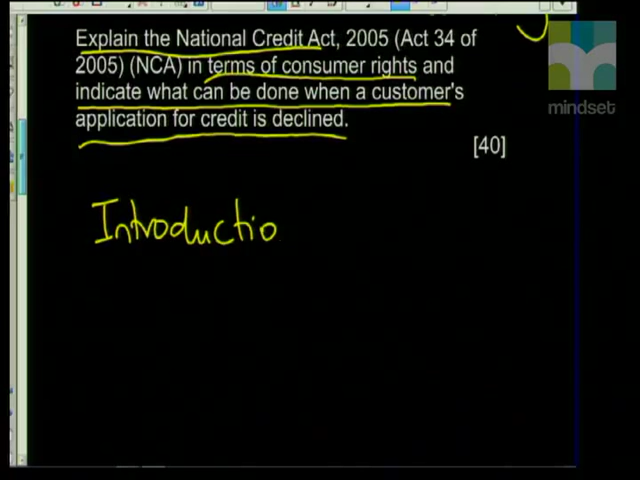 Explain the National Credit Act, 2005 (Act 34 of
2005) (NCA) in terms of consumer rights and
indicate what can be done when a customer's
application for credit is declined.
[40]
Introductio
mindset